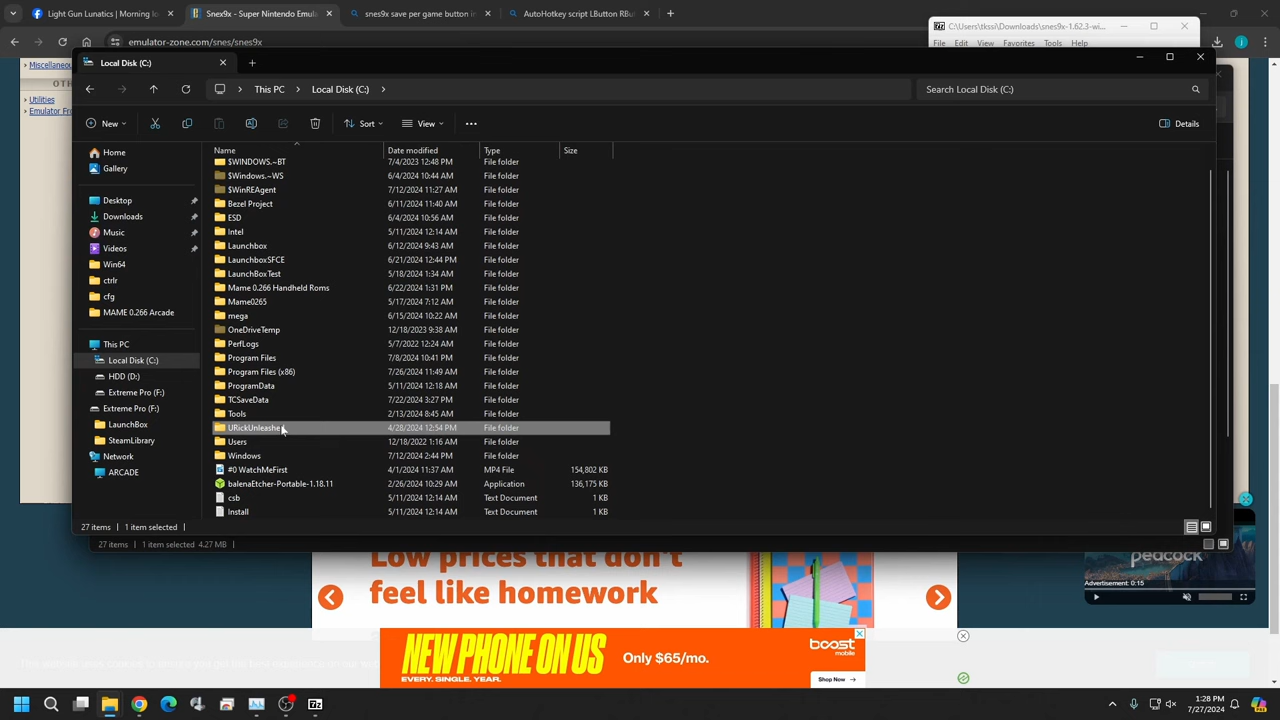 Light Gun Lunatics | Morning lo
Snex9x - Super Nintendo Emula
snes9x save per game button in
AutoHotkey script LButton RBut
emulator-zone.com/snes/snes9x
C:\Users\tkssi\Downloads\snes9x-1.62.3-wi...
File Edit View Favorites Tools Help
Miscellaneou
Utilities
Emulator Fro
Local Disk (C:)
This PC > Local Disk (C:) >
Search Local Disk (C:)
New Sort View Details
Home
Gallery
Desktop
Downloads
Music
Videos
Win64
ctrlr
cfg
MAME 0.266 Arcade
This PC
Local Disk (C:)
HDD (D:)
Extreme Pro (F:)
Extreme Pro (F:)
LaunchBox
SteamLibrary
Network
ARCADE
Name Date modified Type Size
$WINDOWS.~BT 7/4/2023 12:48 PM File folder
$Windows.~WS 6/4/2024 10:44 AM File folder
$WinREAgent 7/12/2024 11:27 AM File folder
Bezel Project 6/11/2024 11:40 AM File folder
ESD 6/4/2024 10:56 AM File folder
Intel 5/11/2024 12:14 AM File folder
Launchbox 6/12/2024 9:43 AM File folder
LaunchboxSFCE 6/21/2024 12:44 PM File folder
LaunchBoxTest 5/18/2024 1:34 AM File folder
Mame 0.266 Handheld Roms 6/22/2024 1:31 PM File folder
Mame0265 5/17/2024 7:12 AM File folder
mega 6/15/2024 10:22 AM File folder
OneDriveTemp 12/18/2023 9:38 AM File folder
PerfLogs 5/7/2022 12:24 AM File folder
Program Files 7/8/2024 10:41 PM File folder
Program Files (x86) 7/26/2024 11:49 AM File folder
ProgramData 5/11/2024 12:18 AM File folder
TCSaveData 7/22/2024 3:27 PM File folder
Tools 2/13/2024 8:45 AM File folder
URickUnleashed 4/28/2024 12:54 PM File folder
Users 12/18/2022 1:16 AM File folder
Windows 7/12/2024 2:44 PM File folder
#0 WatchMeFirst 4/1/2024 11:37 AM MP4 File 154,802 KB
balenaEtcher-Portable-1.18.11 2/26/2024 10:29 AM Application 136,175 KB
csb 5/11/2024 12:14 AM Text Document 1 KB
Install 5/11/2024 12:14 AM Text Document 1 KB
27 items 1 item selected
27 items 1 item selected 4.27 MB
Low prices that don't
feel like homework
peacock
Advertisement: 0:15
NEW PHONE ON US
EVERY. SINGLE. YEAR.
Only $65/mo.
boost
mobile
Shop Now
1:28 PM
7/27/2024